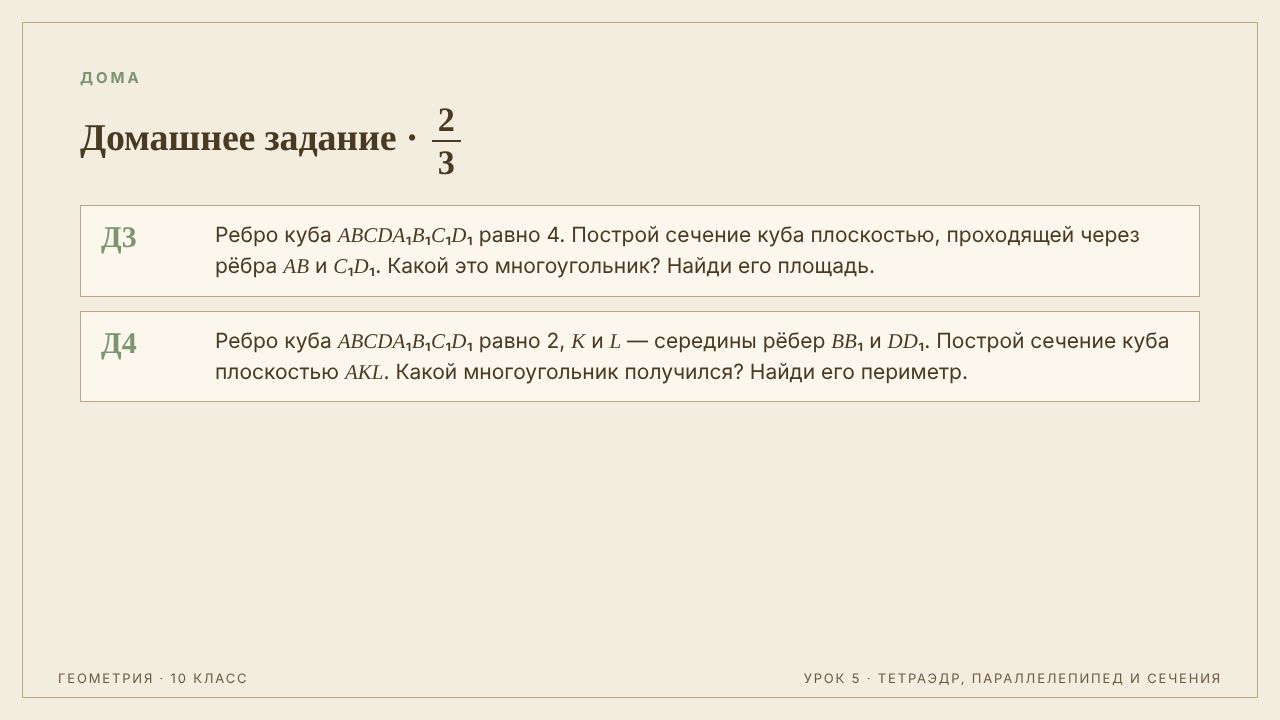 ДОМА
Домашнее задание · 2/3
Д3
Ребро куба ABCDA₁B₁C₁D₁ равно 4. Построй сечение куба плоскостью, проходящей через
рёбра AB и C₁D₁. Какой это многоугольник? Найди его площадь.
Д4
Ребро куба ABCDA₁B₁C₁D₁ равно 2, K и L — середины рёбер BB₁ и DD₁. Построй сечение куба
плоскостью AKL. Какой многоугольник получился? Найди его периметр.
ГЕОМЕТРИЯ · 10 КЛАСС
УРОК 5 · ТЕТРАЭДР, ПАРАЛЛЕЛЕПИПЕД И СЕЧЕНИЯ